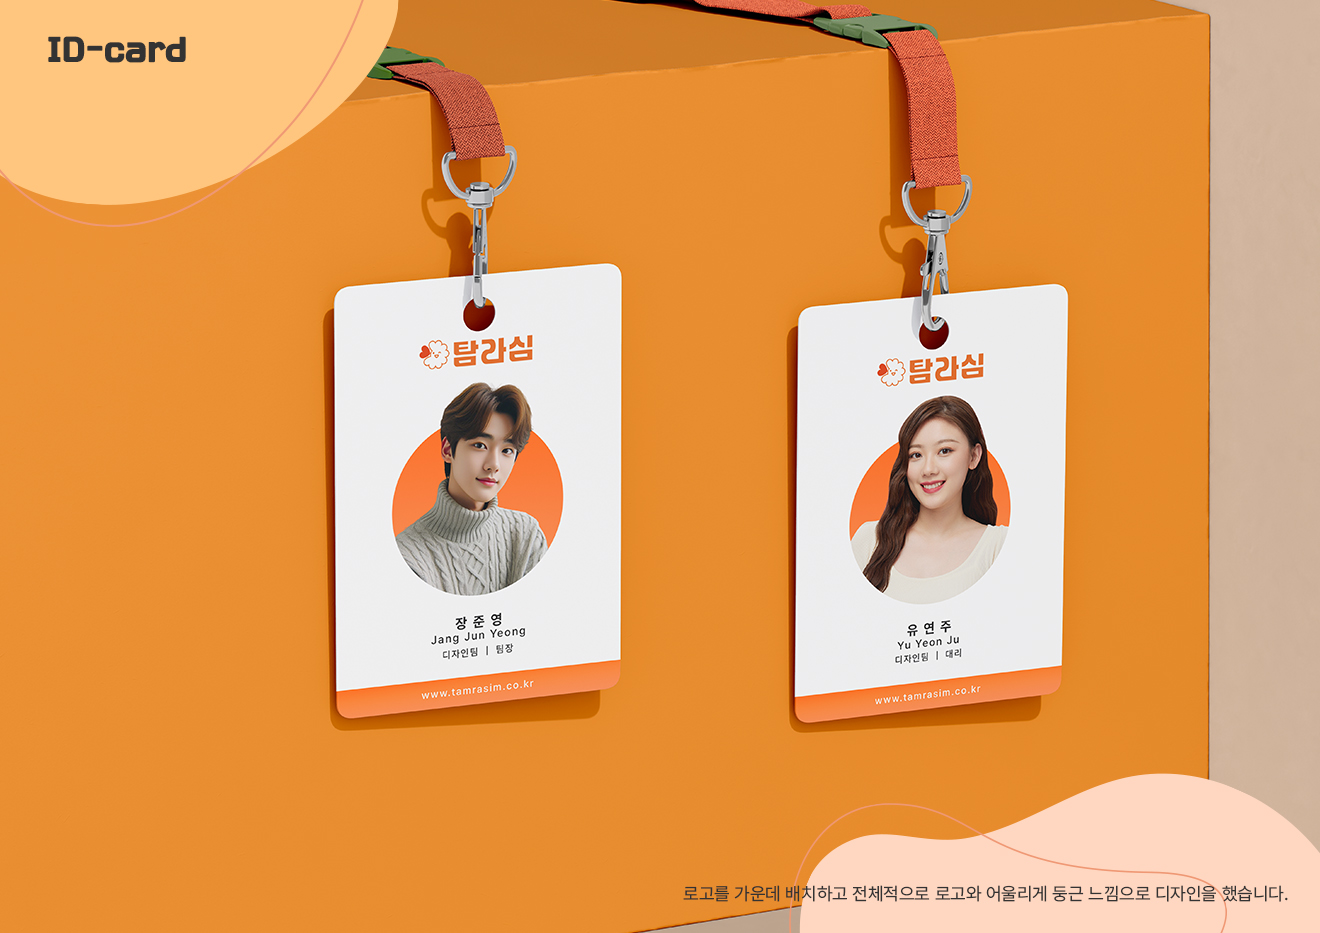 ID-card
탐라심
장준영
Jang Jun Yeong
디자인팀 | 팀장
www.tamrasim.co.kr
탐라심
유연주
Yu Yeon Ju
디자인팀 | 대리
www.tamrasim.co.kr
로고를 가운데 배치하고 전체적으로 로고와 어울리게 둥근 느낌으로 디자인을 했습니다.